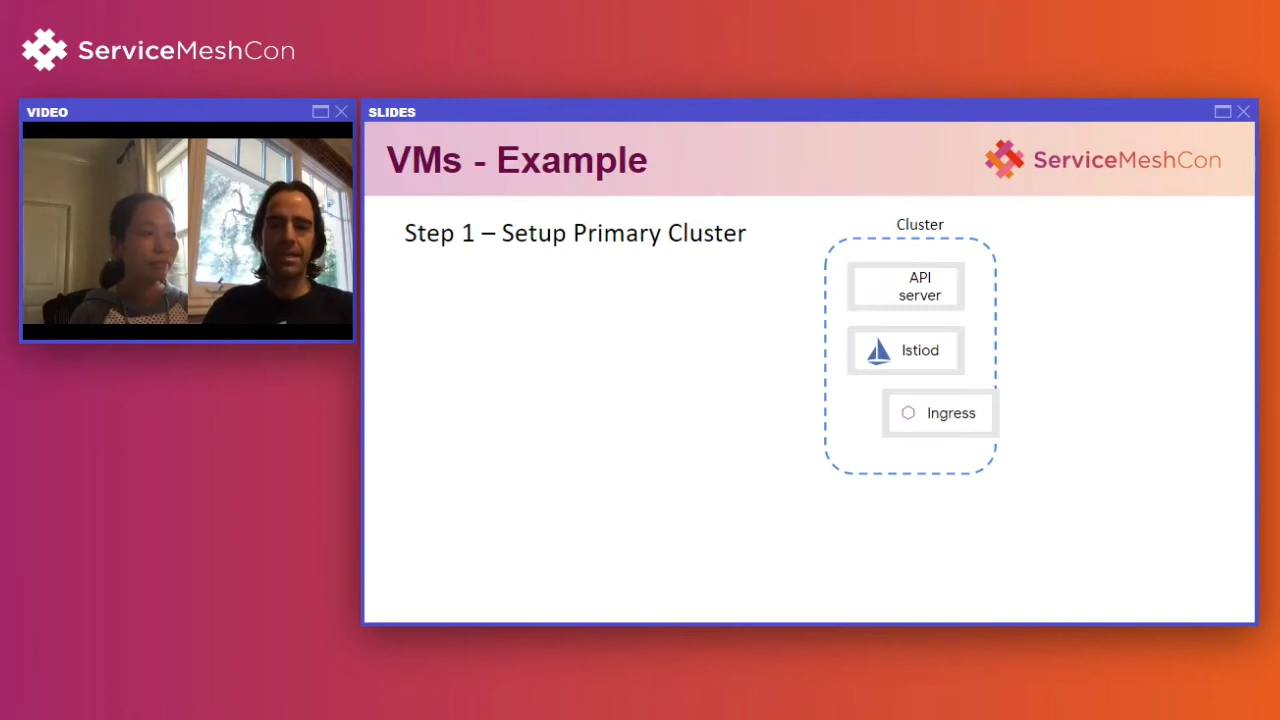 ServiceMeshCon
VIDEO
SLIDES
VMs - Example
ServiceMeshCon
Step 1 – Setup Primary Cluster
Cluster
API
server
Istiod
Ingress